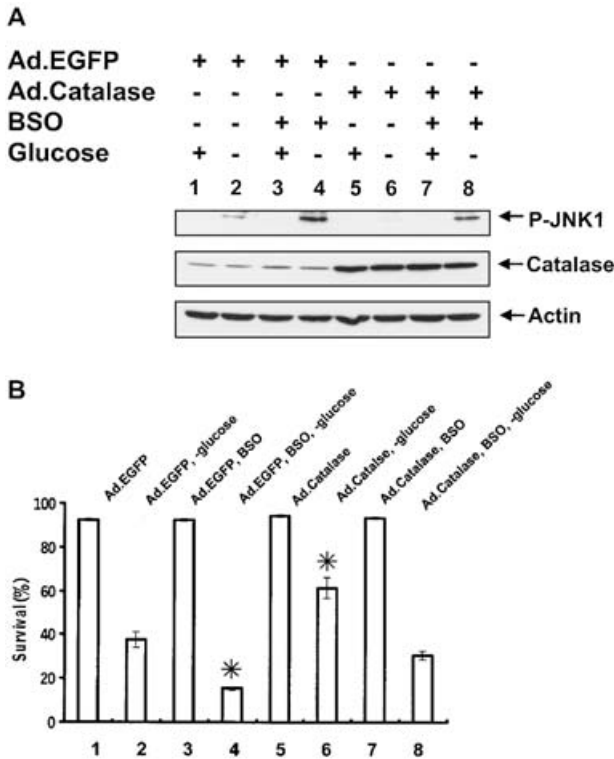 A
Ad.EGFP + + + + - - - -
Ad.Catalase - - - - + + + +
BSO - - + + - - + +
Glucose + - + - + - + -
1 2 3 4 5 6 7 8
P-JNK1
Catalase
Actin
B
Ad.EGFP
Ad.EGFP, -glucose
Ad.EGFP, BSO
Ad.EGFP, BSO, -glucose
Ad.Catalase
Ad.Catalse, -glucose
Ad.Catalase, BSO
Ad.Catalase, BSO, -glucose
Survival (%)
100
80
60
40
20
0
1 2 3 4 5 6 7 8